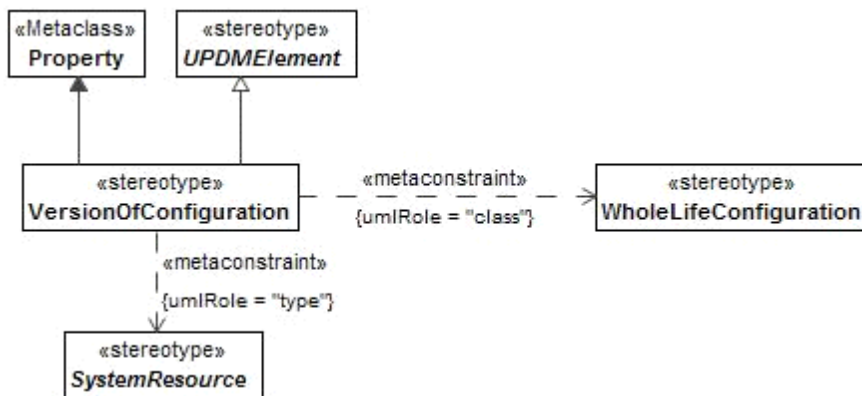 «Metaclass»
Property
«stereotype»
UPDMElement
«stereotype»
VersionOfConfiguration
«metaconstraint»
{umlRole = "class"}
«stereotype»
WholeLifeConfiguration
«metaconstraint»
{umlRole = "type"}
«stereotype»
SystemResource